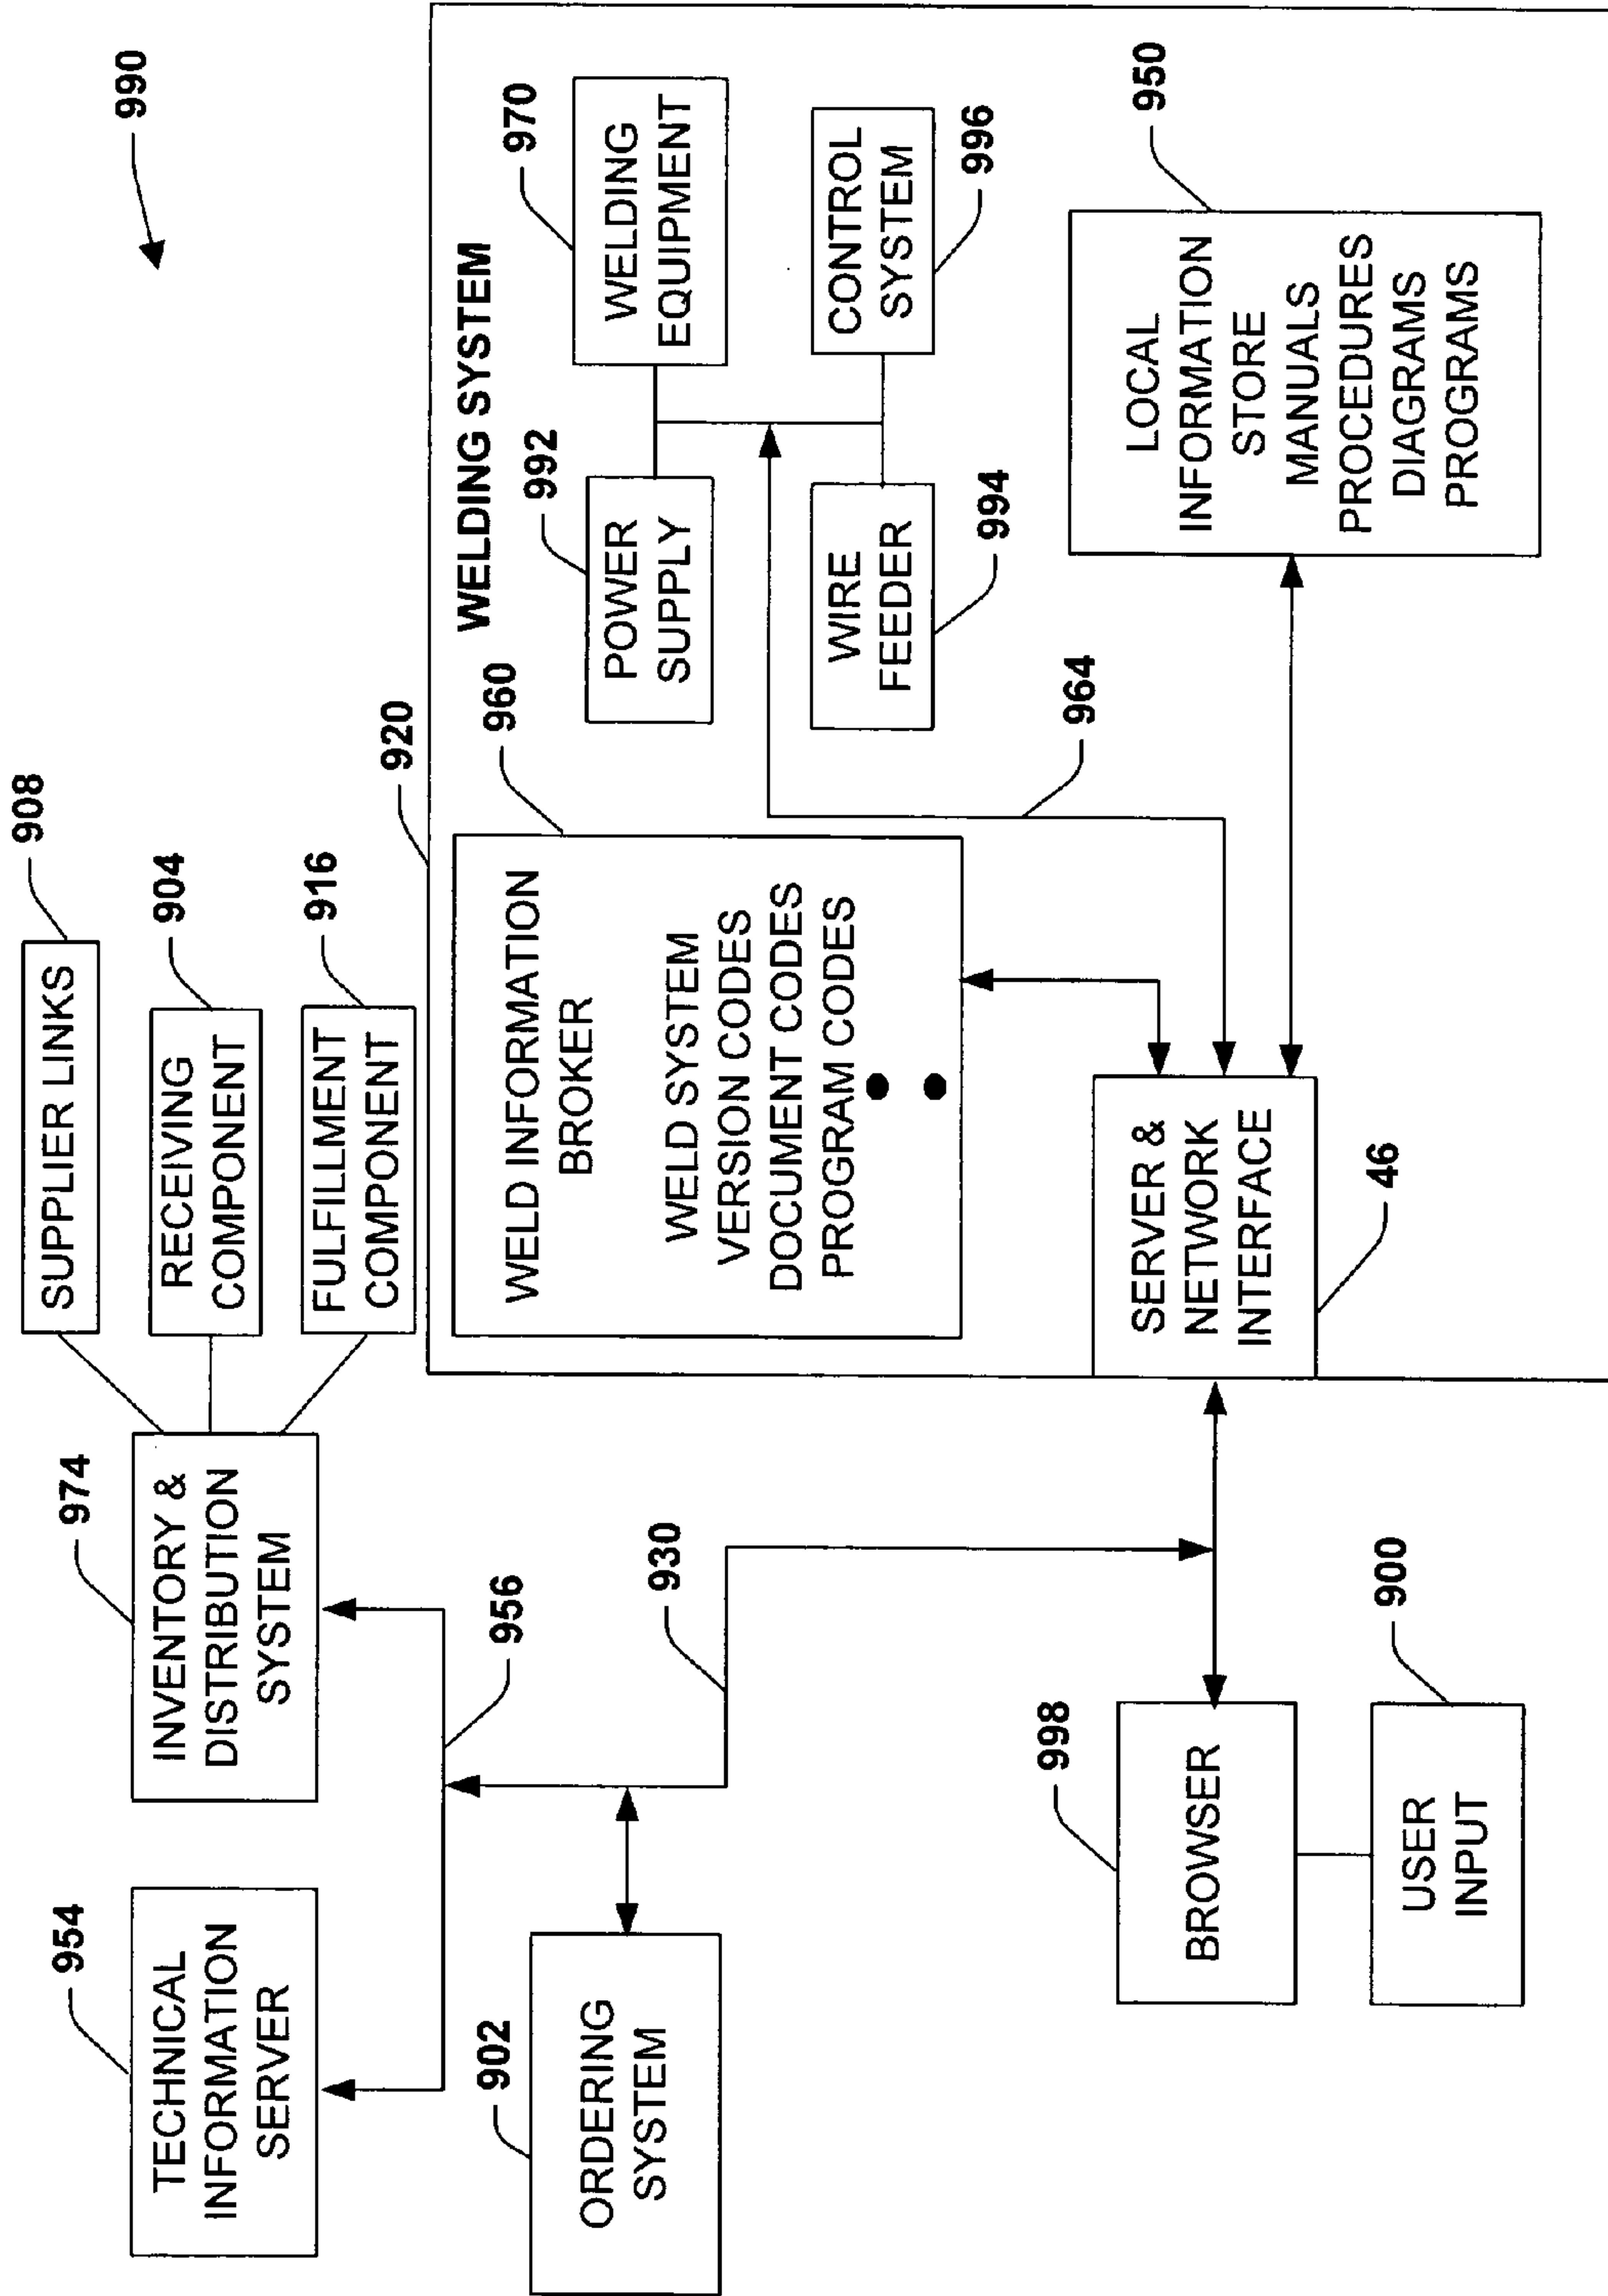 990
908
SUPPLIER LINKS
904
RECEIVING
COMPONENT
916
FULFILLMENT
COMPONENT
974
INVENTORY &
DISTRIBUTION
SYSTEM
954
TECHNICAL
INFORMATION
SERVER
956
902
ORDERING
SYSTEM
930
998
BROWSER
900
USER
INPUT
920
WELDING SYSTEM
960
WELD INFORMATION
BROKER
WELD SYSTEM
VERSION CODES
DOCUMENT CODES
PROGRAM CODES
992
POWER
SUPPLY
970
WELDING
EQUIPMENT
WIRE
FEEDER
994
CONTROL
SYSTEM
996
964
SERVER &
NETWORK
INTERFACE
46
950
LOCAL
INFORMATION
STORE
MANUALS
PROCEDURES
DIAGRAMS
PROGRAMS